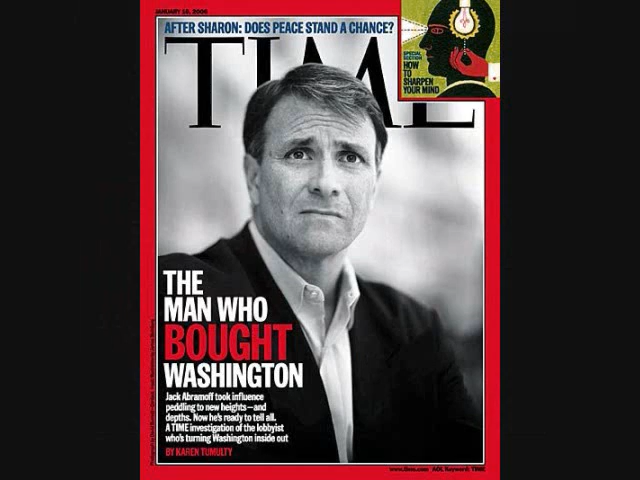 JANUARY 16, 2006
AFTER SHARON: DOES PEACE STAND A CHANCE?
TIME
SPECIAL
SECTION
HOW
TO
SHARPEN
YOUR MIND
THE
MAN WHO
BOUGHT
WASHINGTON
Jack Abramoff took influence
peddling to new heights—and
depths. Now he's ready to tell all.
A TIME investigation of the lobbyist
who's turning Washington inside out
BY KAREN TUMULTY
www.time.com AOL Keyword: TIME